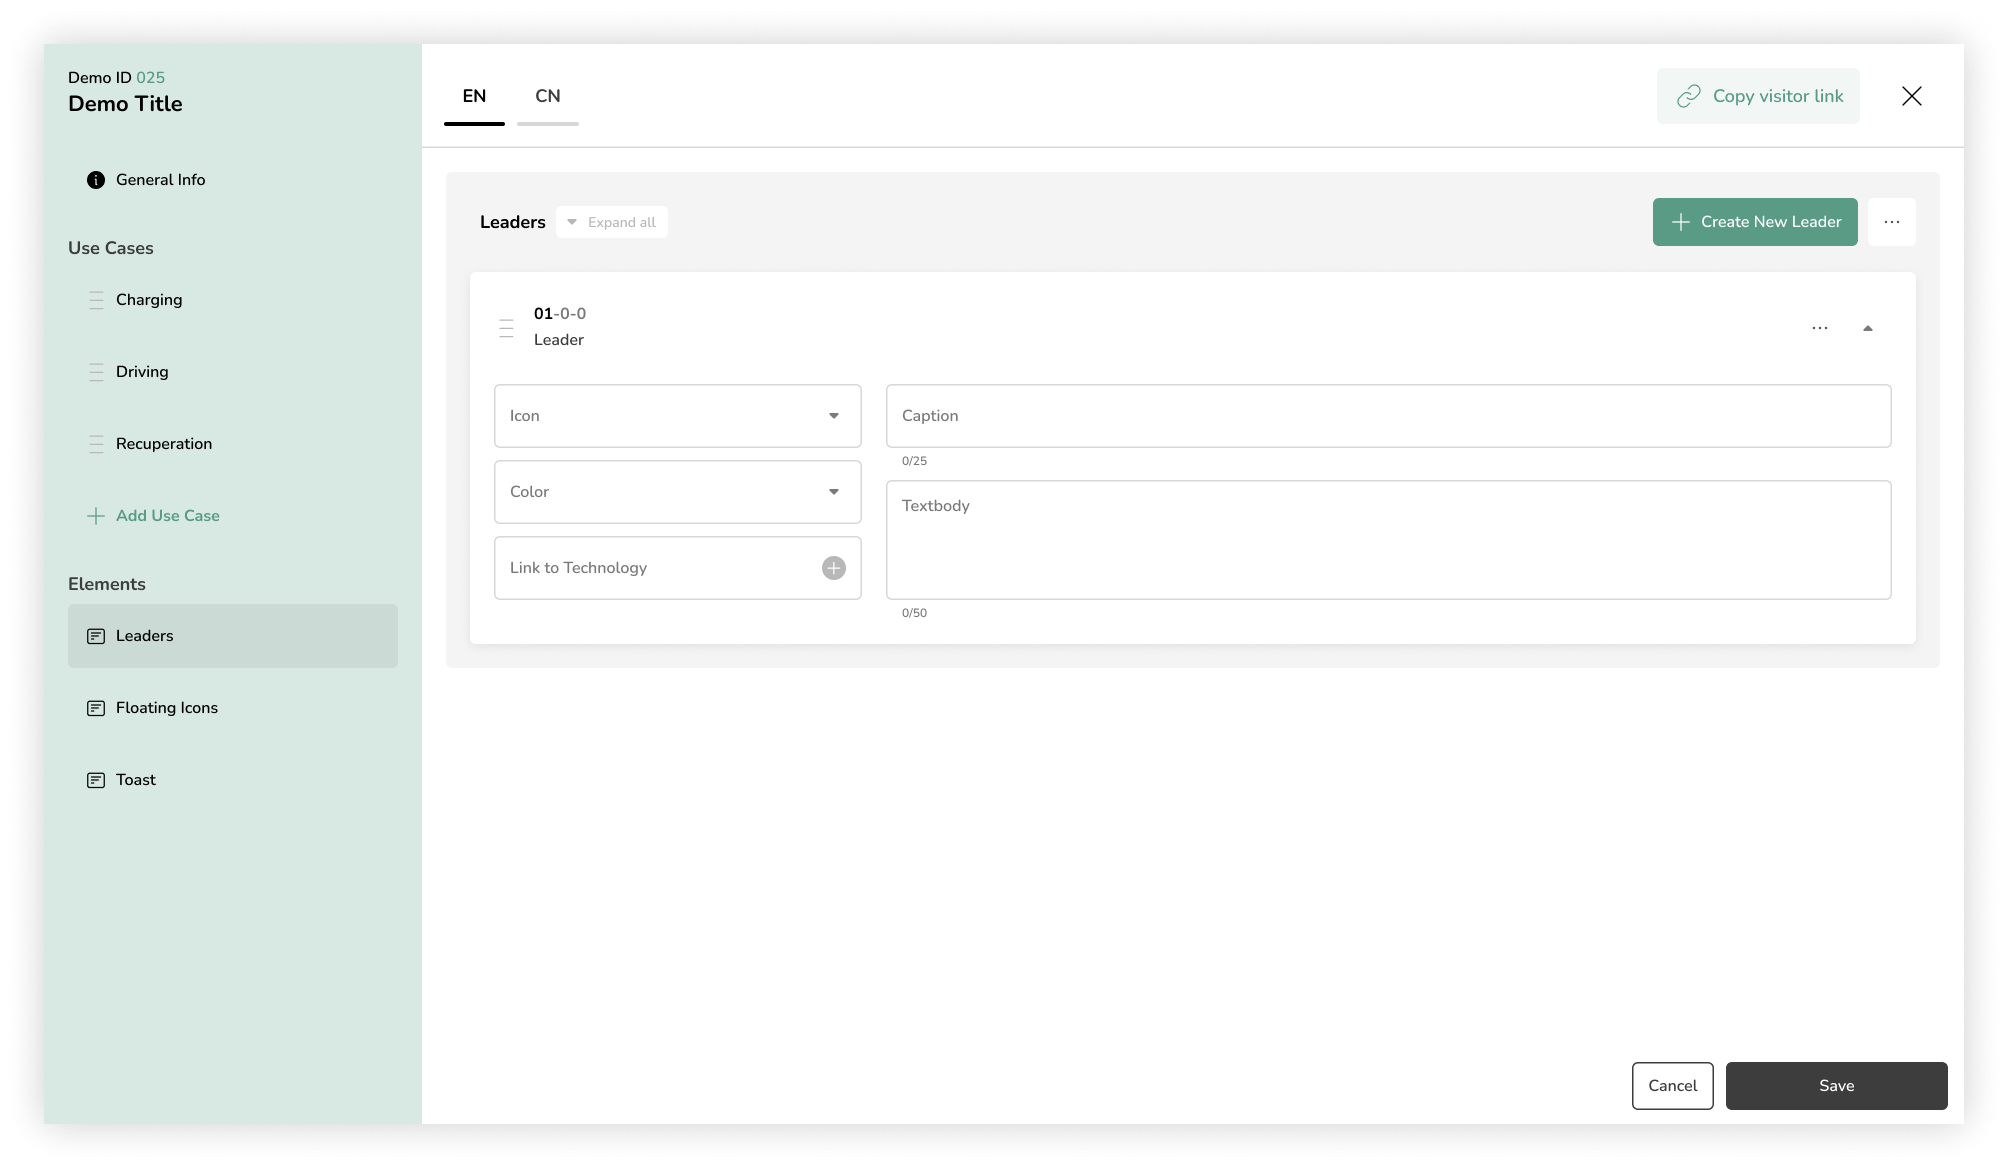 Demo ID 025
Demo Title
General Info
Use Cases
Charging
Driving
Recuperation
Add Use Case
Elements
Leaders
Floating Icons
Toast
EN
CN
Copy visitor link
Leaders
Expand all
Create New Leader
...
01-0-0
Leader
...
Icon
Color
Link to Technology
Caption
0/25
Textbody
0/50
Cancel
Save